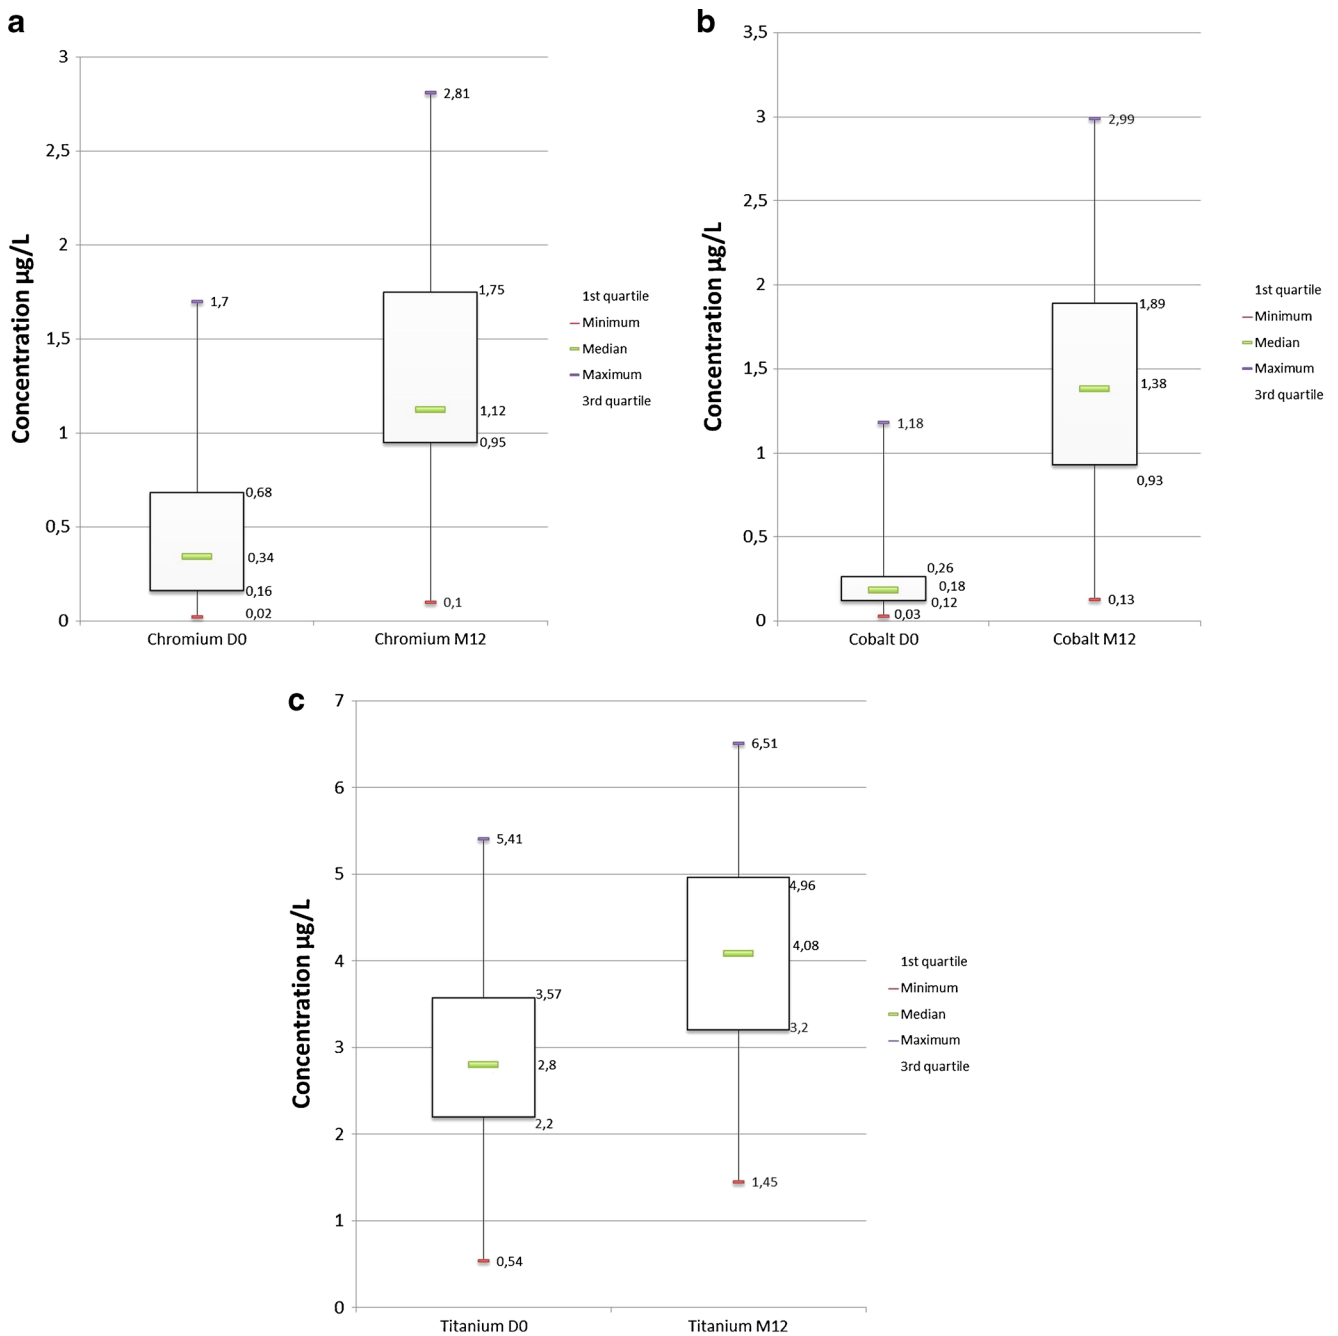 a
Concentration µg/L
3
2,5
2
1,5
1
0,5
0
2,81
1,75
1,7
1,12
0,95
0,68
0,34
0,16
0,02
0,1
Chromium D0
Chromium M12
1st quartile
Minimum
Median
Maximum
3rd quartile
b
Concentration µg/L
3,5
3
2,5
2
1,5
1
0,5
0
2,99
1,89
1,38
1,18
0,93
0,26
0,18
0,12
0,03
0,13
Cobalt D0
Cobalt M12
1st quartile
Minimum
Median
Maximum
3rd quartile
c
Concentration µg/L
7
6
5
4
3
2
1
0
6,51
5,41
4,96
4,08
3,57
3,2
2,8
2,2
1,45
0,54
Titanium D0
Titanium M12
1st quartile
Minimum
Median
Maximum
3rd quartile